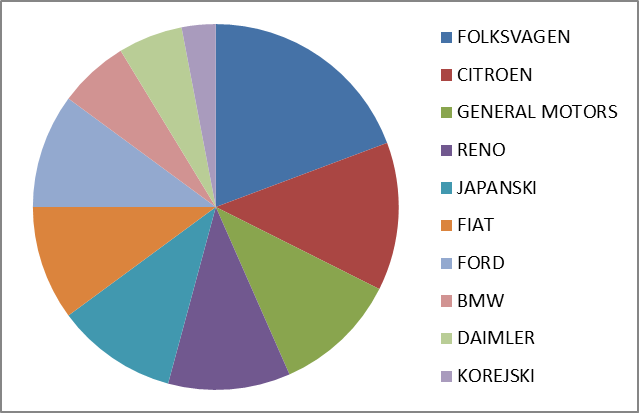 FOLKSVAGEN
CITROEN
GENERAL MOTORS
RENO
JAPANSKI
FIAT
FORD
BMW
DAIMLER
KOREJSKI